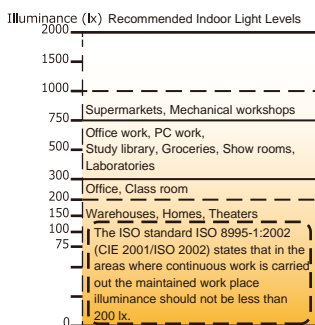 Illuminance (lx) Recommended Indoor Light Levels
2000
1500
1000
Supermarkets, Mechanical workshops
750
Office work, PC work,
500 Study library, Groceries, Show rooms,
Laboratories
300
Office, Class room
200
150 Warehouses, Homes, Theaters
100 The ISO standard ISO 8995-1:2002
75 (CIE 2001/ISO 2002) states that in the
areas where continuous work is carried
out the maintained work place
illuminance should not be less than
200 lx.
0